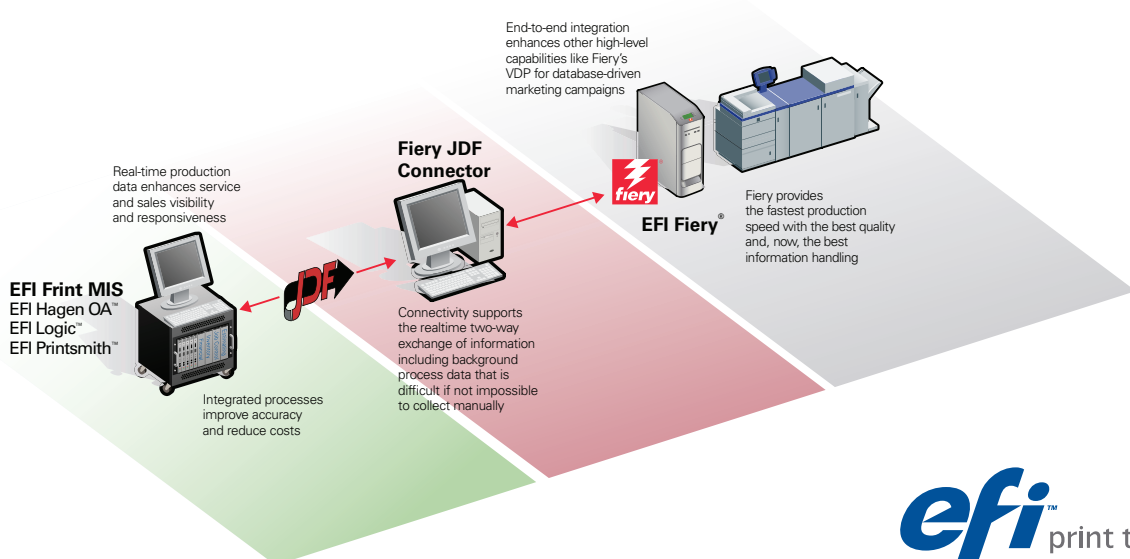 End-to-end integration
enhances other high-level
capabilities like Fiery's
VDP for database-driven
marketing campaigns
Fiery JDF
Connector
Real-time production
data enhances service
and sales visibility
and responsiveness
fiery®
EFI Fiery®
Fiery provides
the fastest production
speed with the best quality
and, now, the best
information handling
EFI Print MIS
EFI Hagen OA™
EFI Logic™
EFI Printsmith™
JDF
Connectivity supports
the realtime two-way
exchange of information
including background
process data that is
difficult if not impossible
to collect manually
Integrated processes
improve accuracy
and reduce costs
efi™ print t